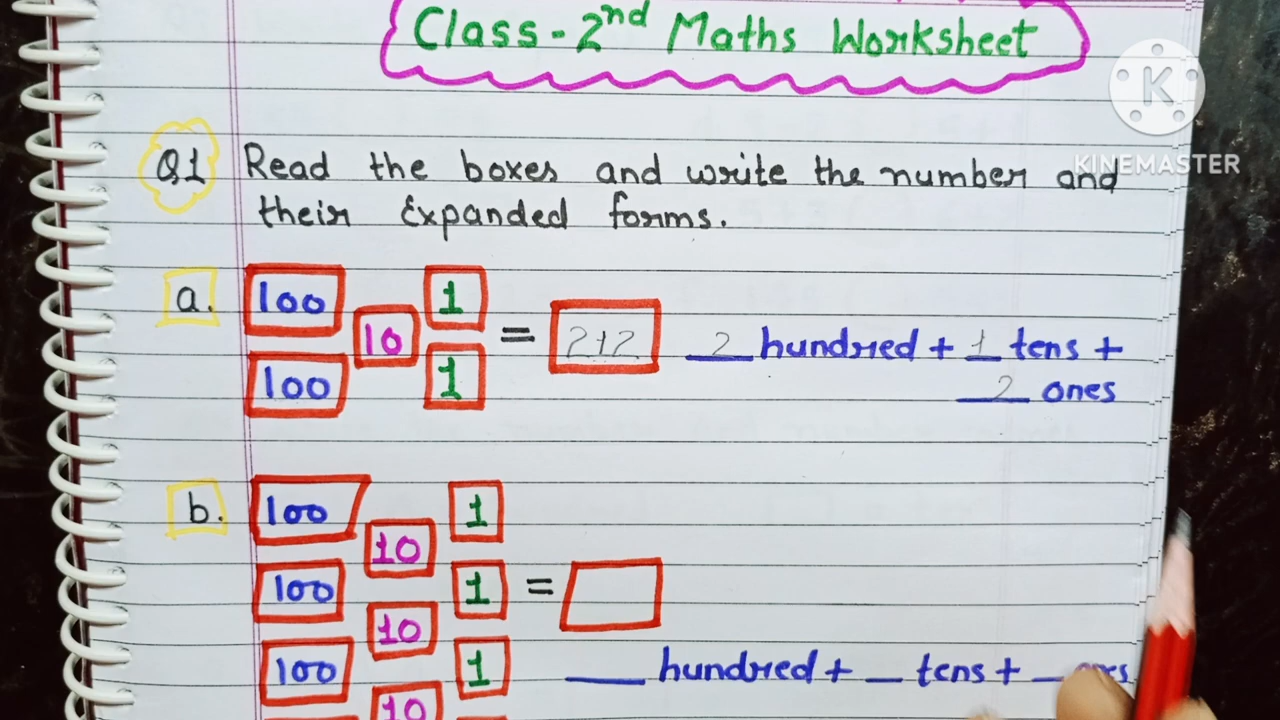 Class-2nd Maths Worksheet
K
KINEMASTER
Q1 Read the boxes and write the number and
their Expanded forms.
a. 100 10 1 = 212 2 hundred + 1 tens +
100 1 2 ones
b. 100 1
10
100 1 =
10
100 1 ___ hundred + _ tens + _ ones
10